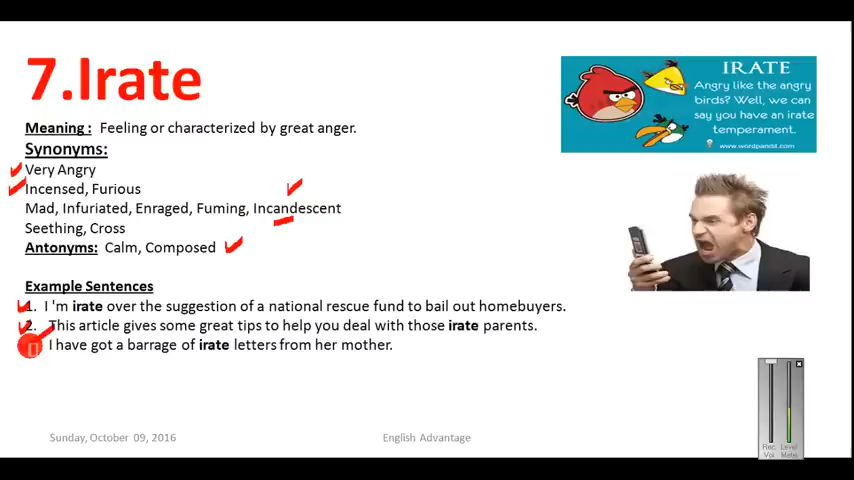 7.Irate
Meaning : Feeling or characterized by great anger.
Synonyms:
Very Angry
Incensed, Furious
Mad, Infuriated, Enraged, Fuming, Incandescent
Seething, Cross
Antonyms: Calm, Composed
Example Sentences
1. I 'm irate over the suggestion of a national rescue fund to bail out homebuyers.
2. This article gives some great tips to help you deal with those irate parents.
I have got a barrage of irate letters from her mother.
IRATE
Angry like the angry
birds? Well, we can
say you have an irate
temperament.
www.wordpandit.com
Sunday, October 09, 2016
English Advantage
Rec Level
Vol